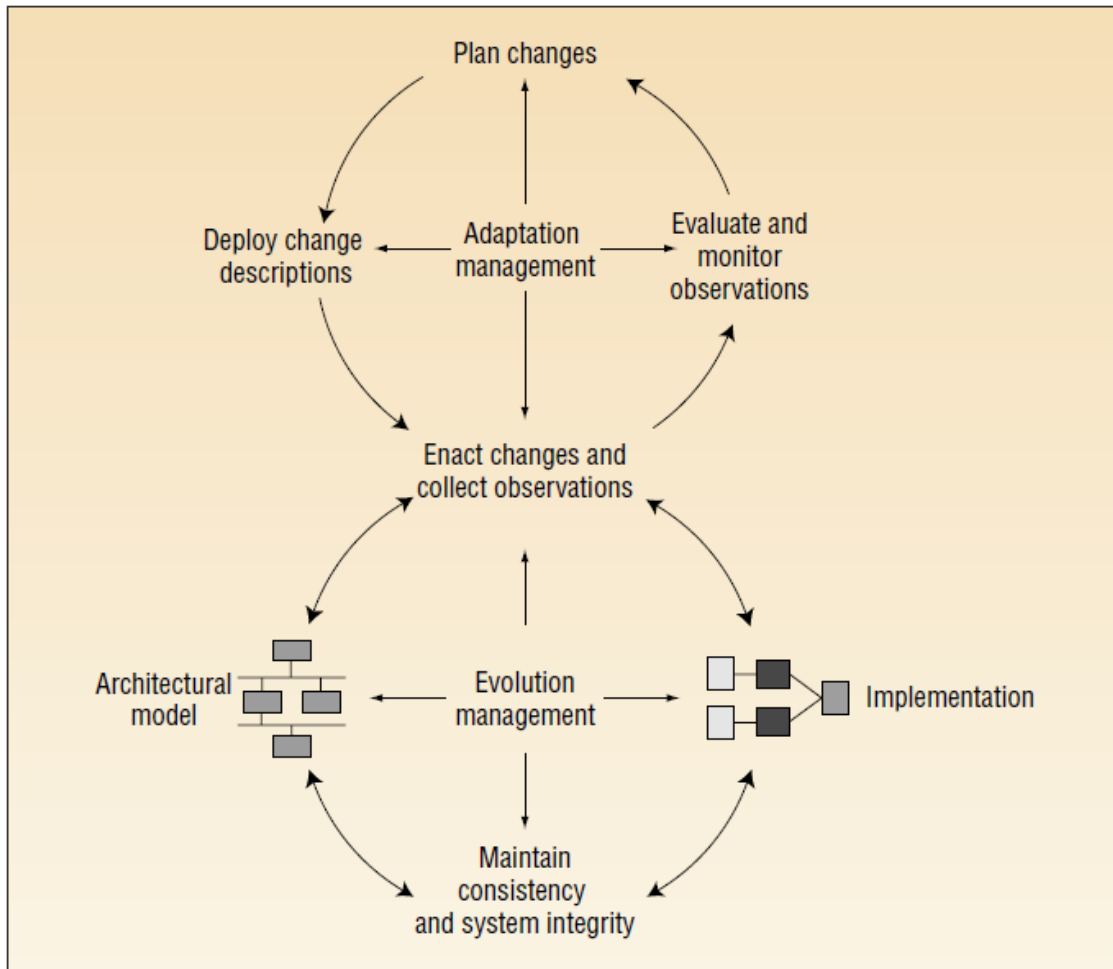 Plan changes
Deploy change
descriptions
Adaptation
management
Evaluate and
monitor
observations
Enact changes and
collect observations
Architectural
model
Evolution
management
Implementation
Maintain
consistency
and system integrity